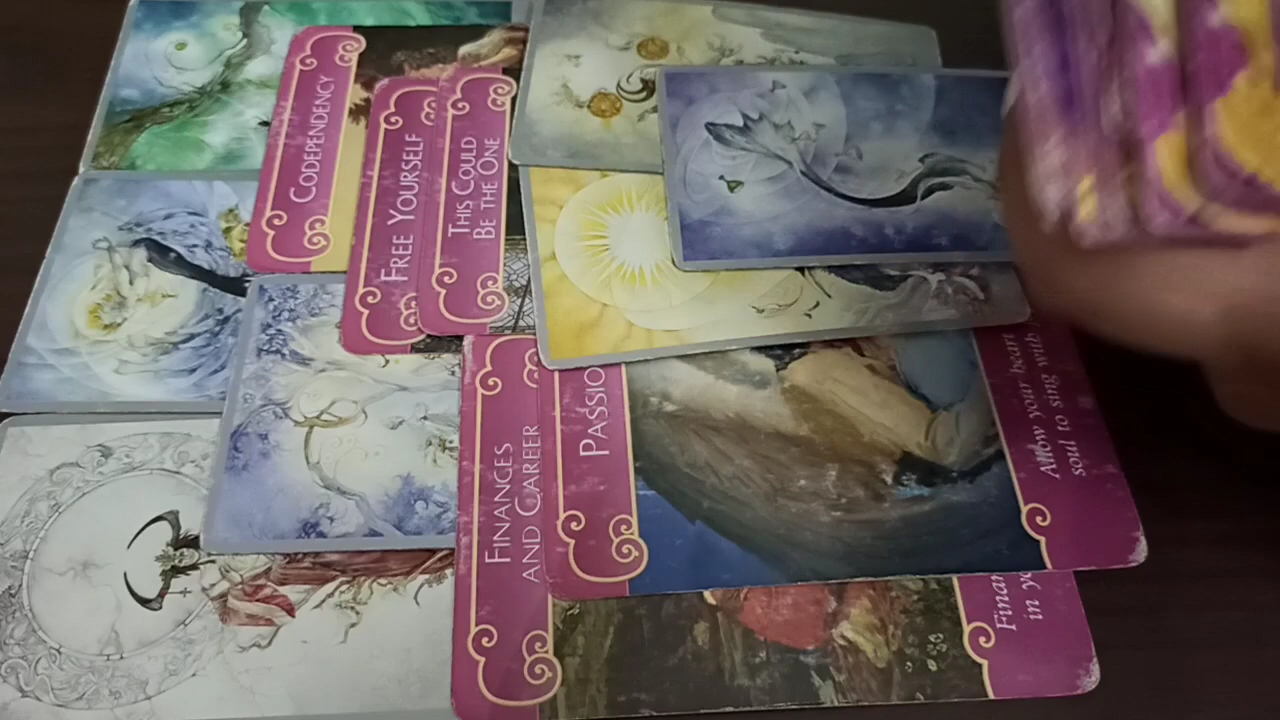 CODEPENDENCY
FREE YOURSELF
THIS COULD
BE THE ONE
FINANCES
AND CAREER
PASSIO
Allow your heart
soul to sing with
Finan
in yo